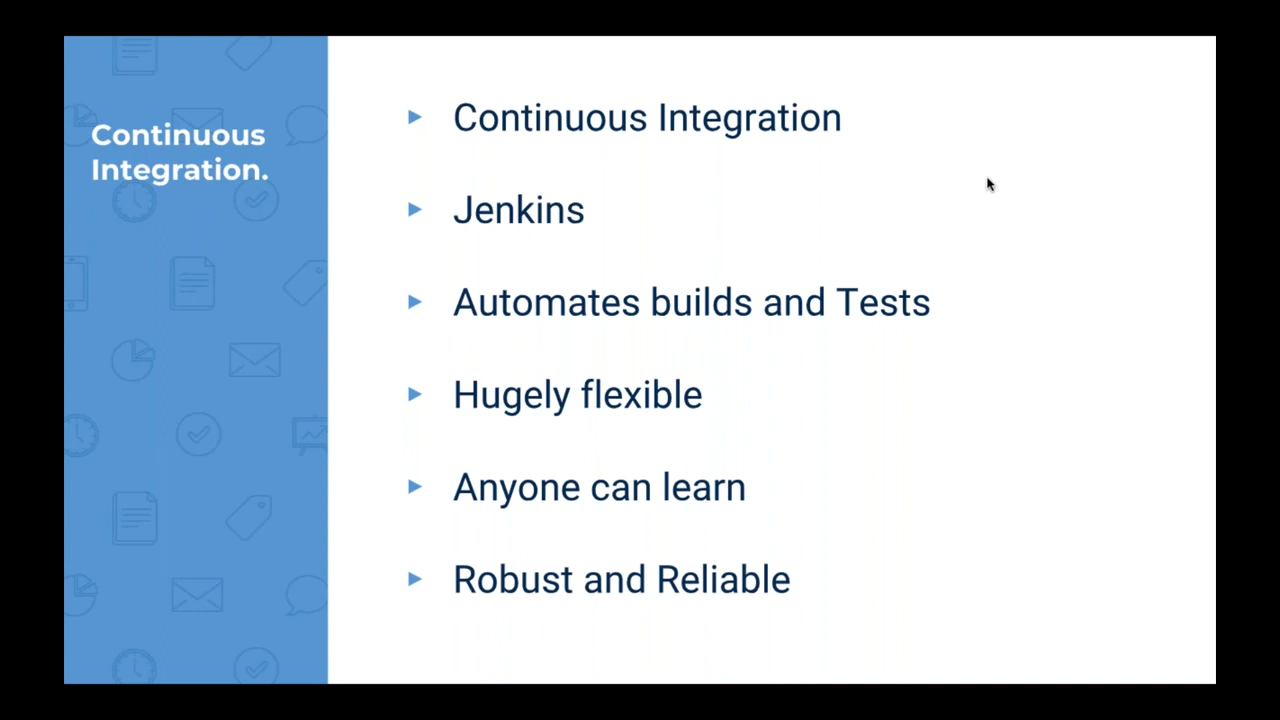 Continuous
Integration.
Continuous Integration
Jenkins
Automates builds and Tests
Hugely flexible
Anyone can learn
Robust and Reliable